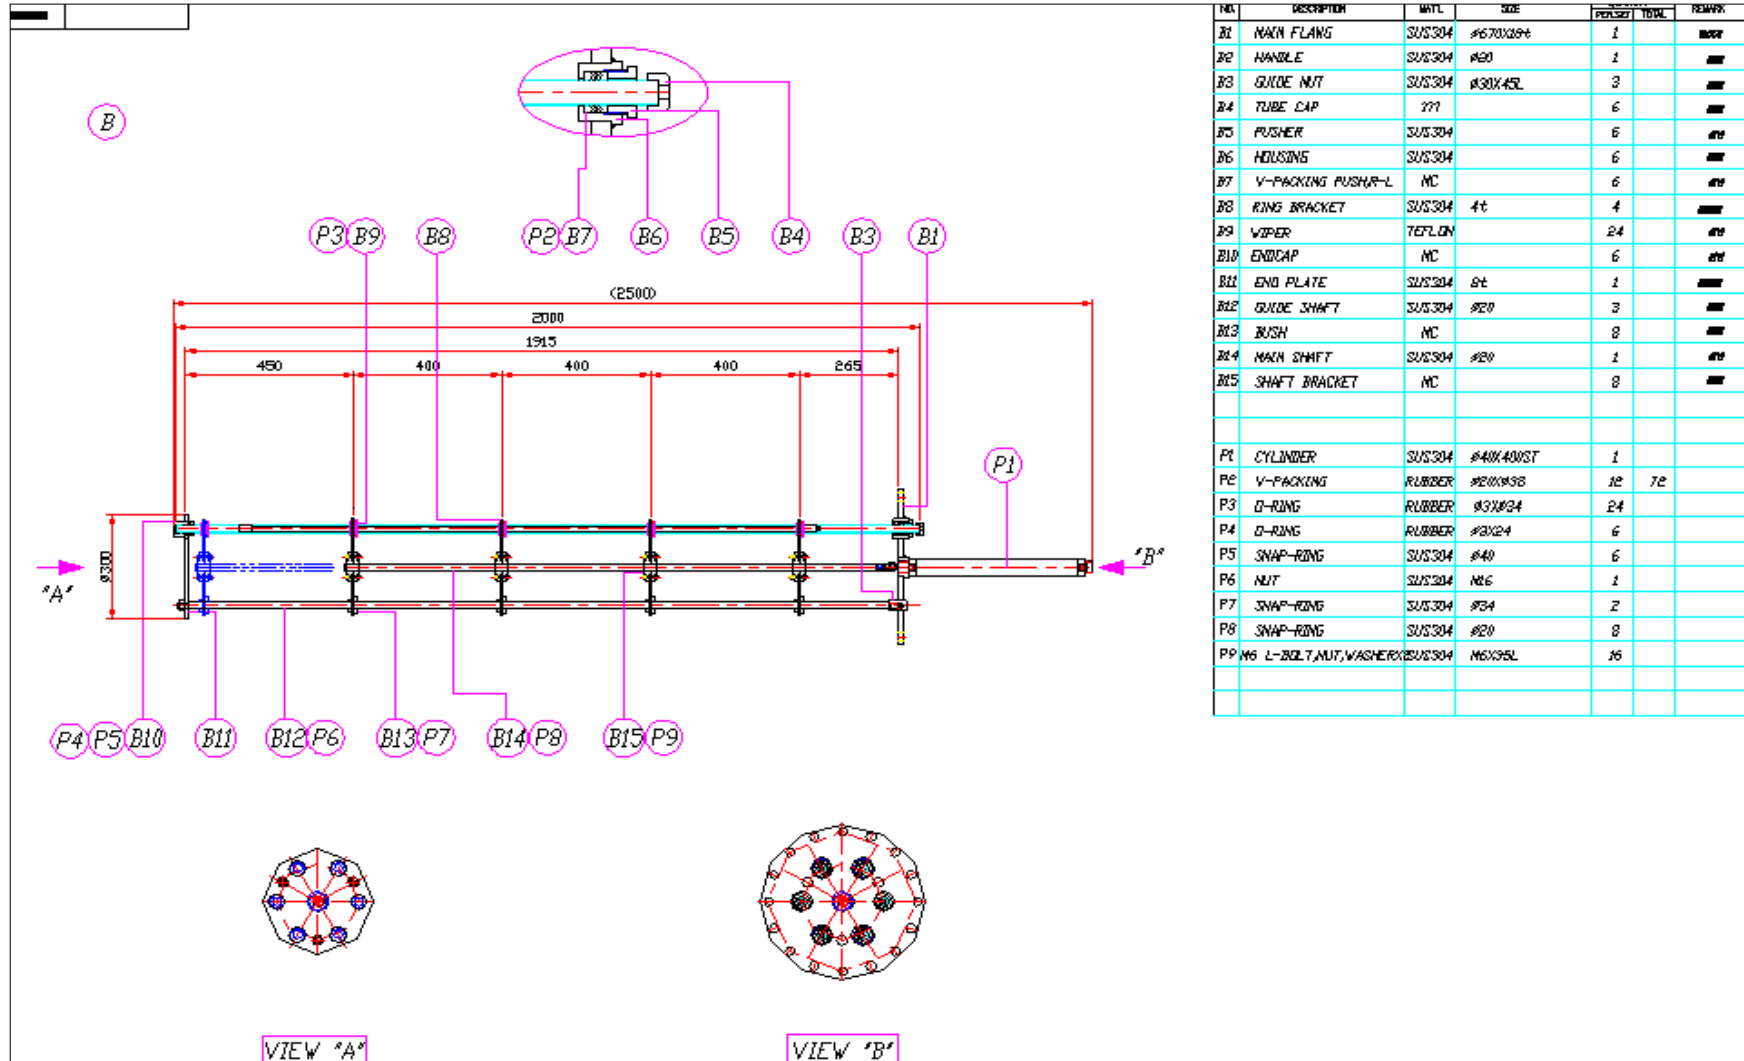 B
P3 B9 B8 P2 B7 B6 B5 B4 B3 B1
(2500)
2000
1915
450 400 400 400 265
P1
ø300
"A"
"B"
P4 P5 B10 B11 B12 P6 B13 P7 B14 P8 B15 P9
VIEW "A"
VIEW "B"
NO. DESCRIPTION MAT'L SIZE PER.SET TOTAL REMARK
B1 MAIN FLANG SUS304 ø670X19t 1
B2 HANDLE SUS304 ø20 1
B3 GUIDE NUT SUS304 ø30X45L 3
B4 TUBE CAP ??? 6
B5 PUSHER SUS304 6
B6 HOUSING SUS304 6
B7 V-PACKING PUSH,R-L MC 6
B8 RING BRACKET SUS304 4t 4
B9 WIPER TEFLON 24
B10 ENDCAP MC 6
B11 END PLATE SUS304 8t 1
B12 GUIDE SHAFT SUS304 ø20 3
B13 BUSH MC 8
B14 MAIN SHAFT SUS304 ø20 1
B15 SHAFT BRACKET MC 8
P1 CYLINDER SUS304 ø40X400ST 1
P2 V-PACKING RUBBER ø20Xø38 12 72
P3 O-RING RUBBER ø3Xø34 24
P4 O-RING RUBBER ø3X24 6
P5 SNAP-RING SUS304 ø40 6
P6 NUT SUS304 M16 1
P7 SNAP-RING SUS304 ø34 2
P8 SNAP-RING SUS304 ø20 8
P9 M6 L-BOLT,NUT,WASHER SUS304 M6X35L 16